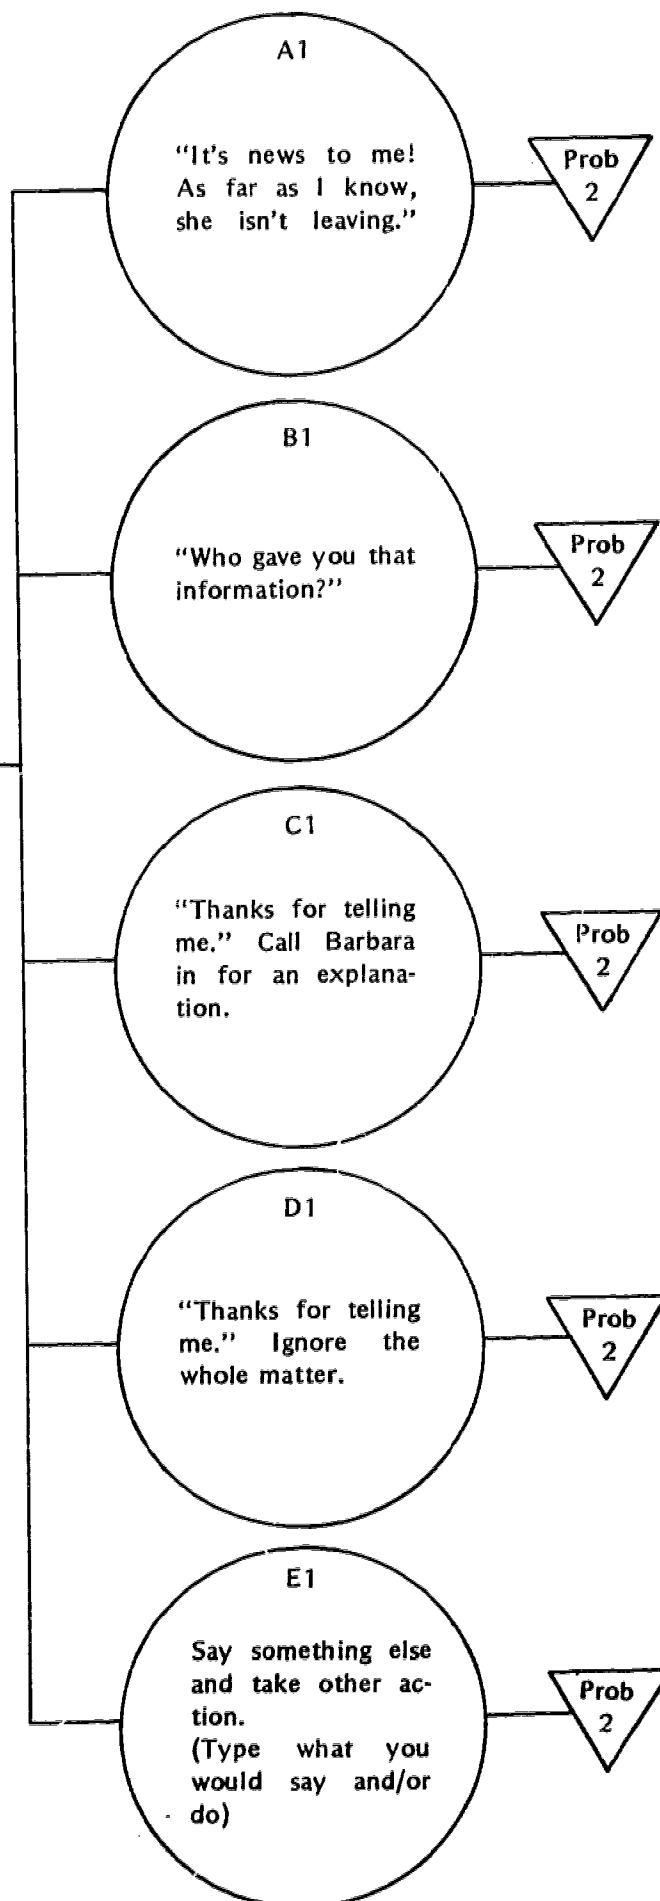 A1
"It's news to me!
As far as I know,
she isn't leaving."
Prob
2
B1
"Who gave you that
information?"
Prob
2
C1
"Thanks for telling
me." Call Barbara
in for an explana-
tion.
Prob
2
D1
"Thanks for telling
me." Ignore the
whole matter.
Prob
2
E1
Say something else
and take other ac-
tion.
(Type what you
would say and/or
do)
Prob
2